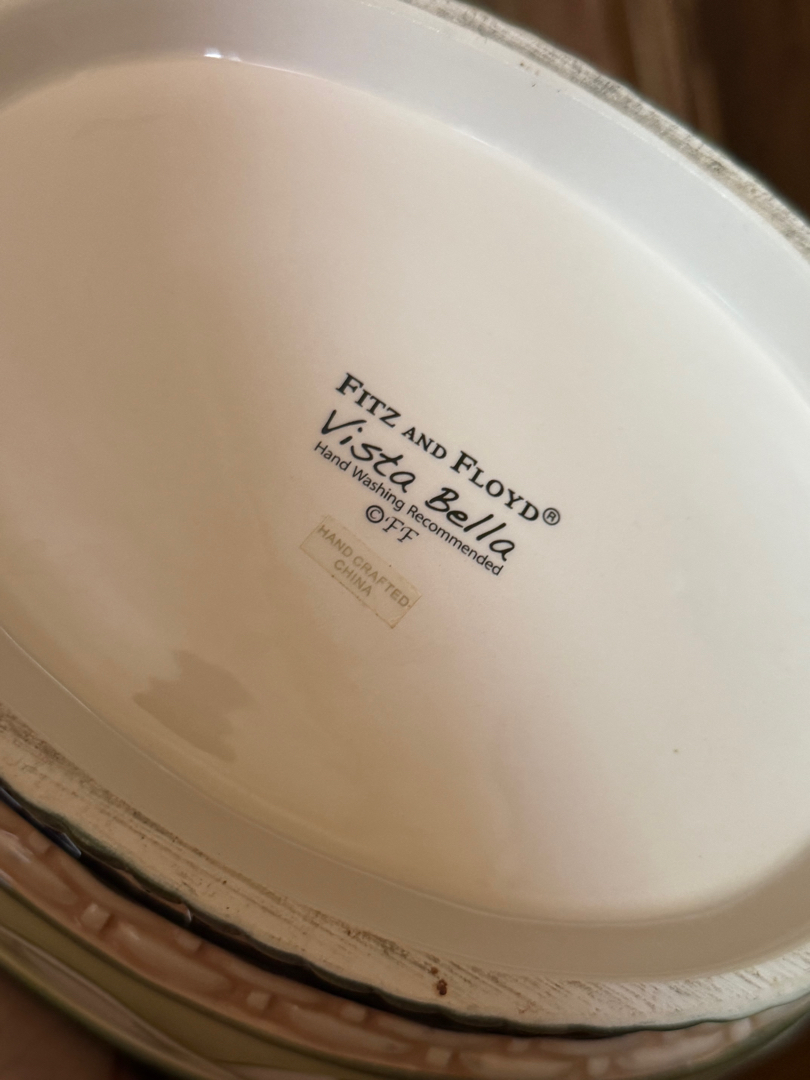 FITZ AND FLOYD®
Vista Bella
Hand Washing Recommended
©FF
HAND CRAFTED
CHINA